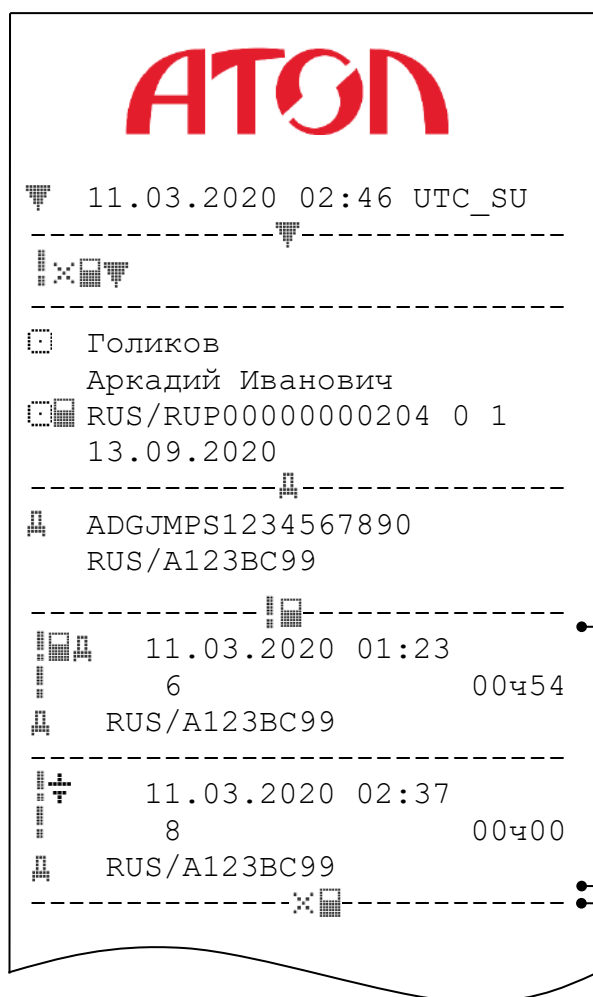 АТОЛ
11.03.2020 02:46 UTC_SU
Голиков
Аркадий Иванович
RUS/RUP00000000204 0 1
13.09.2020
ADGJMPS1234567890
RUS/A123BC99
11.03.2020 01:23
6 00ч54
RUS/A123BC99
11.03.2020 02:37
8 00ч00
RUS/A123BC99